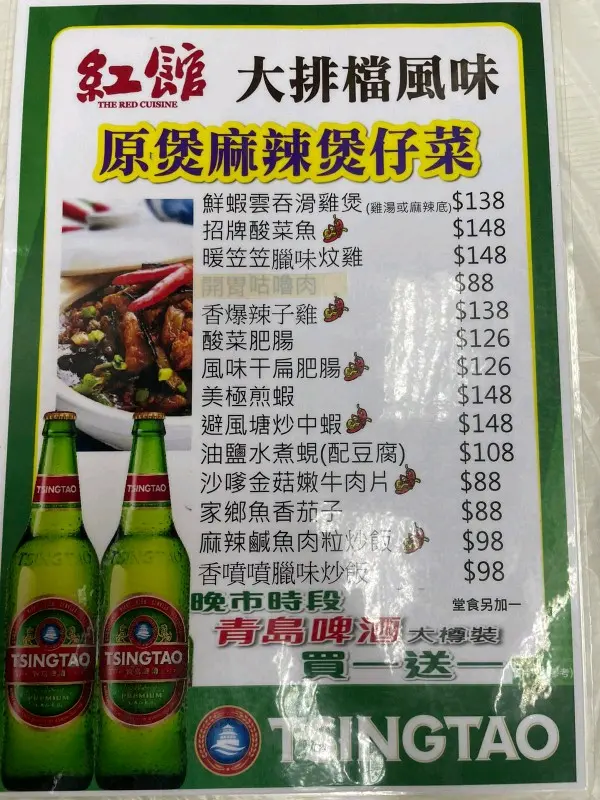 紅館 大排檔風味
THE RED CUISINE
原煲麻辣煲仔菜
鮮蝦雲吞滑雞煲(雞湯或麻辣底) $138
招牌酸菜魚 $148
暖笠笠臘味炆雞 $148
開胃咕嚕肉 $88
香爆辣子雞 $138
酸菜肥腸 $126
風味干扁肥腸 $126
美極煎蝦 $148
避風塘炒中蝦 $148
油鹽水煮蜆(配豆腐) $108
沙嗲金菇嫩牛肉片 $88
家鄉魚香茄子 $88
麻辣鹹魚肉粒炒飯 $98
香噴噴臘味炒飯 $98
堂食另加一
晚市時段
青島啤酒 大樽裝
買一送一
TSINGTAO
TSINGTAO
TSINGTAO
TSINGTAO
TSINGTAO